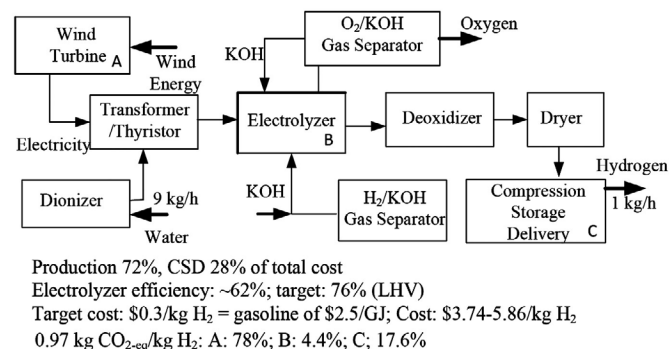 O2/KOH
Gas Separator
Oxygen
Wind
Turbine A
Wind
Energy
KOH
Transformer
/Thyristor
Electrolyzer
B
Deoxidizer
Dryer
Electricity
Hydrogen
1 kg/h
Dionizer
9 kg/h
Water
KOH
H2/KOH
Gas Separator
Compression
Storage
Delivery C
Production 72%, CSD 28% of total cost
Electrolyzer efficiency: ~62%; target: 76% (LHV)
Target cost: $0.3/kg H2 = gasoline of $2.5/GJ; Cost: $3.74-5.86/kg H2
0.97 kg CO2-eq/kg H2: A: 78%; B: 4.4%; C; 17.6%